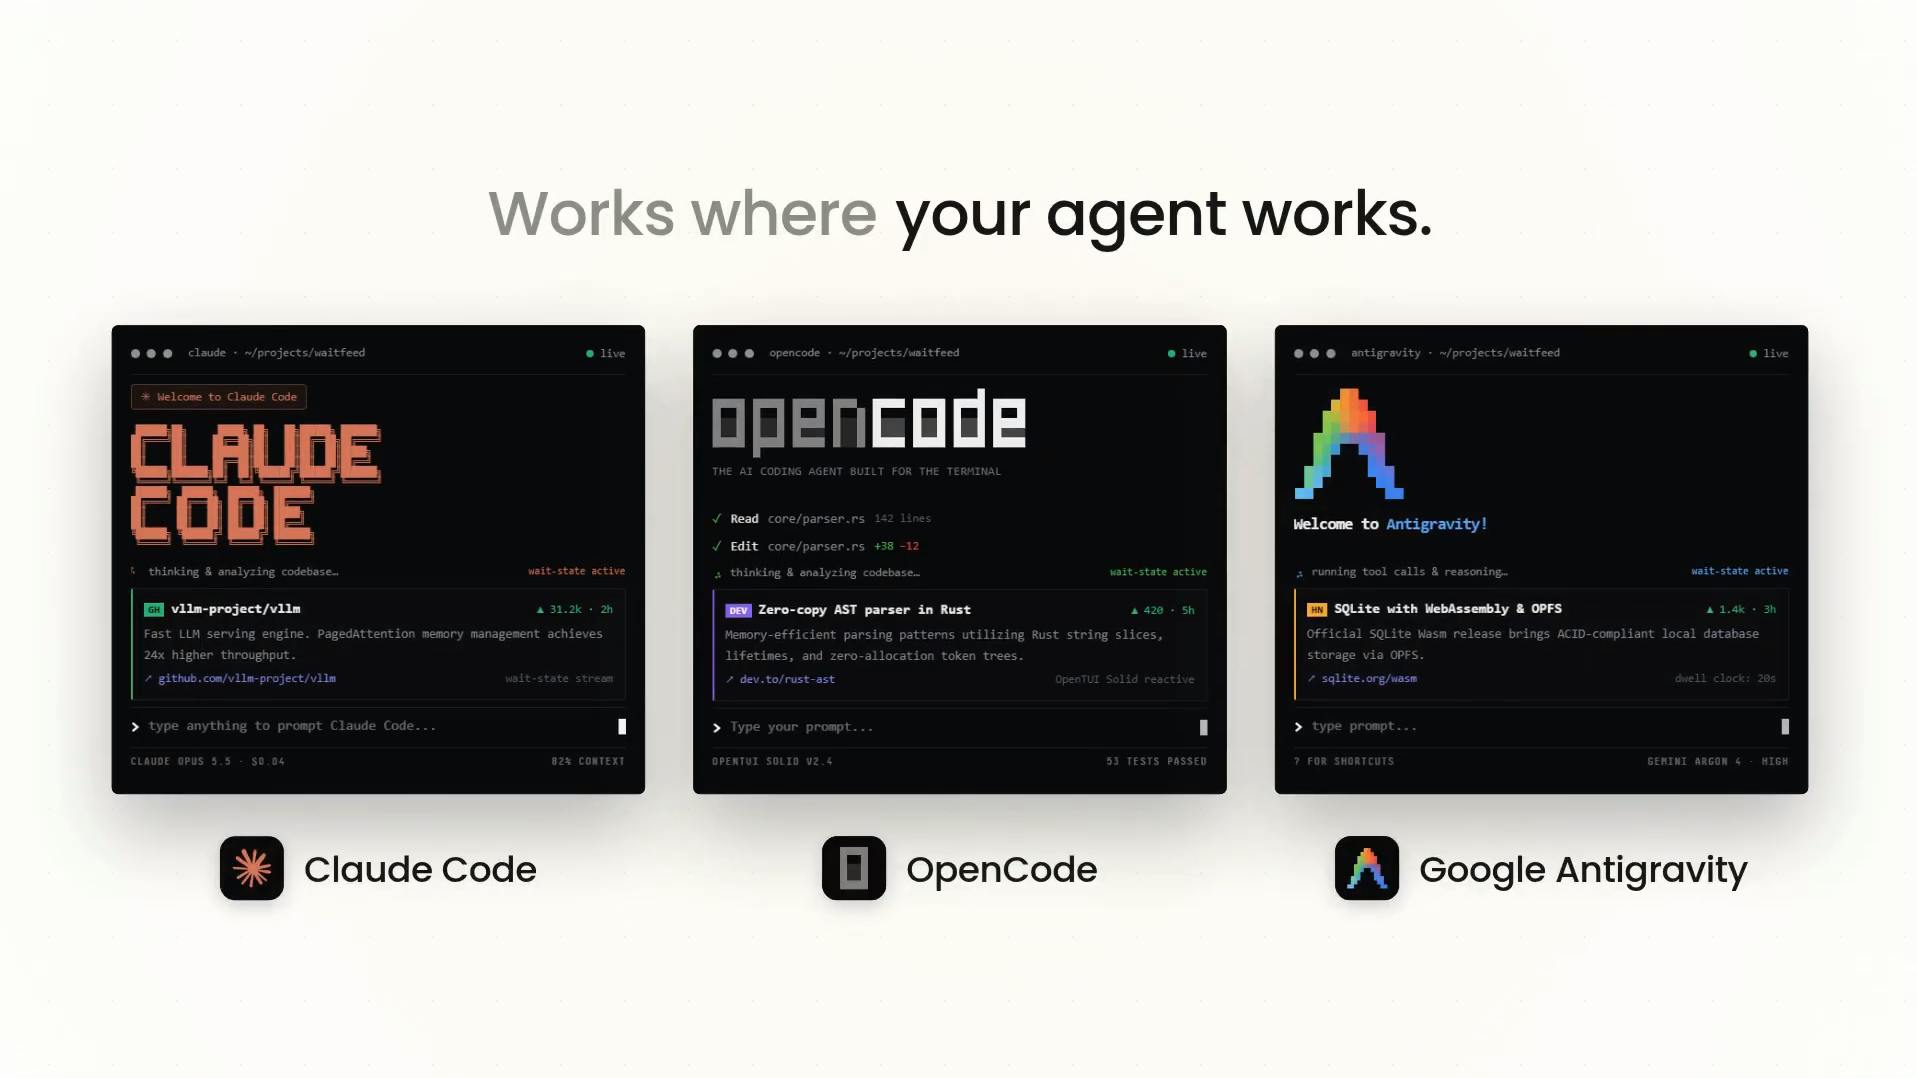 Works where your agent works.
claude · ~/projects/waitfeed
live
✳ Welcome to Claude Code
CLAUDE
CODE
thinking & analyzing codebase…
wait-state active
GH vllm-project/vllm
▲ 31.2k · 2h
Fast LLM serving engine. PagedAttention memory management achieves
24x higher throughput.
↗ github.com/vllm-project/vllm
wait-state stream
❯ type anything to prompt Claude Code...
CLAUDE OPUS 5.5 · $0.04
82% CONTEXT
Claude Code
opencode · ~/projects/waitfeed
live
opencode
THE AI CODING AGENT BUILT FOR THE TERMINAL
✓ Read core/parser.rs 142 lines
✓ Edit core/parser.rs +38 −12
thinking & analyzing codebase…
wait-state active
DEV Zero-copy AST parser in Rust
▲ 420 · 5h
Memory-efficient parsing patterns utilizing Rust string slices,
lifetimes, and zero-allocation token trees.
↗ dev.to/rust-ast
OpenTUI Solid reactive
❯ Type your prompt...
OPENTUI SOLID V2.4
53 TESTS PASSED
OpenCode
antigravity · ~/projects/waitfeed
live
Welcome to Antigravity!
running tool calls & reasoning…
wait-state active
HN SQLite with WebAssembly & OPFS
▲ 1.4k · 3h
Official SQLite Wasm release brings ACID-compliant local database
storage via OPFS.
↗ sqlite.org/wasm
dwell clock: 20s
❯ type prompt...
? FOR SHORTCUTS
GEMINI ARGON 4 · HIGH
Google Antigravity